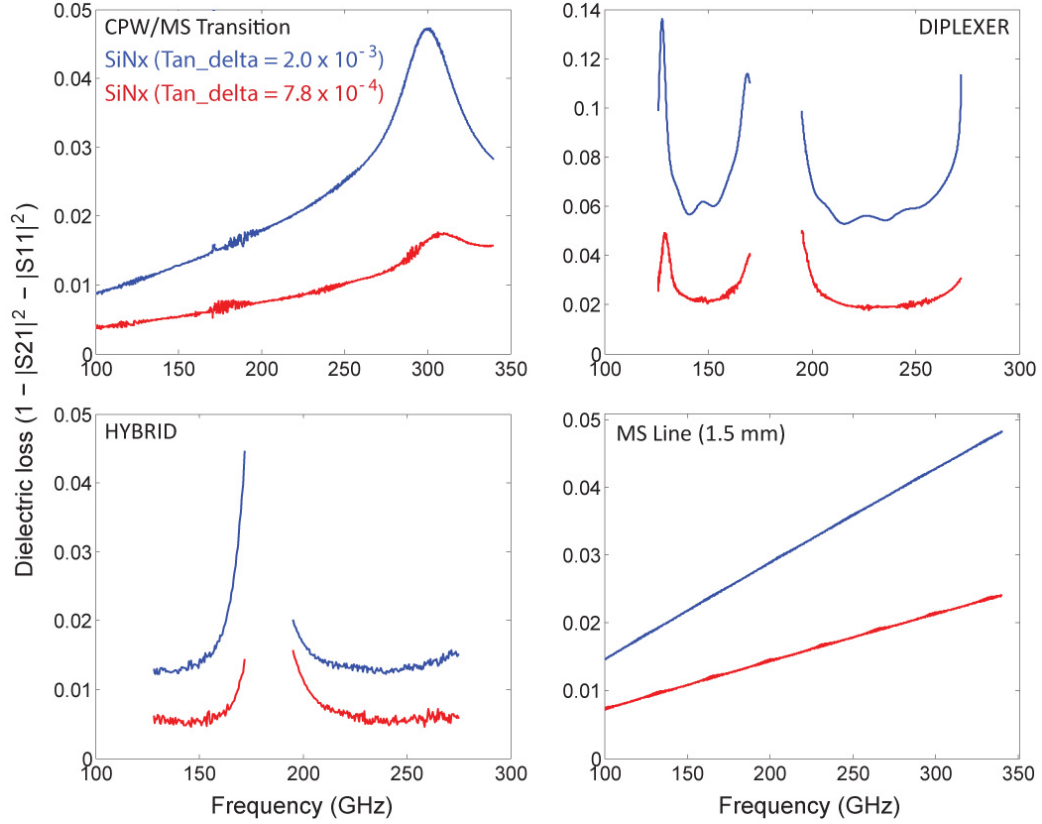 Dielectric loss (1 − |S21|² − |S11|²)
CPW/MS Transition
SiNx (Tan_delta = 2.0 x 10⁻³)
SiNx (Tan_delta = 7.8 x 10⁻⁴)
0.05
0.04
0.03
0.02
0.01
0
100 150 200 250 300 350
DIPLEXER
0.14
0.12
0.1
0.08
0.06
0.04
0.02
0
100 150 200 250 300
HYBRID
0.05
0.04
0.03
0.02
0.01
0
100 150 200 250 300
Frequency (GHz)
MS Line (1.5 mm)
0.05
0.04
0.03
0.02
0.01
0
100 150 200 250 300 350
Frequency (GHz)